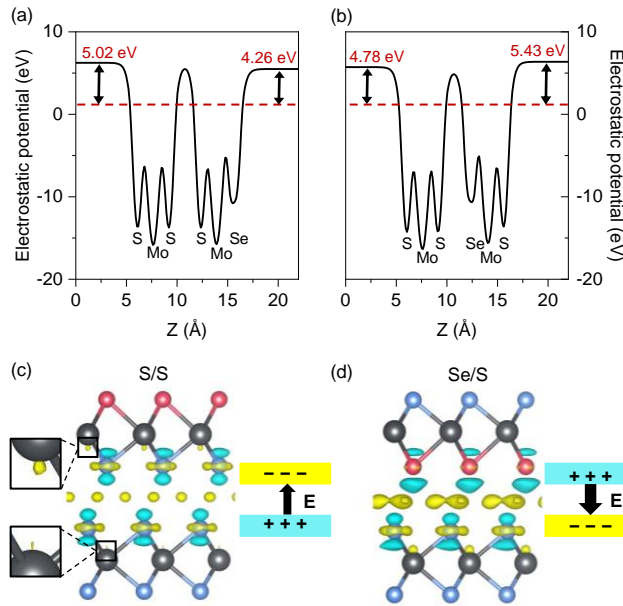 (a)
10
0
-10
-20
Electrostatic potential (eV)
5.02 eV
4.26 eV
S
Mo
S
S
Mo
Se
0 5 10 15 20
Z (Å)
(b)
4.78 eV
5.43 eV
S
Mo
S
Se
Mo
S
0 5 10 15 20
Z (Å)
10
0
-10
-20
Electrostatic potential (eV)
(c)
S/S
– – –
E
+ + +
(d)
Se/S
+ + +
E
– – –